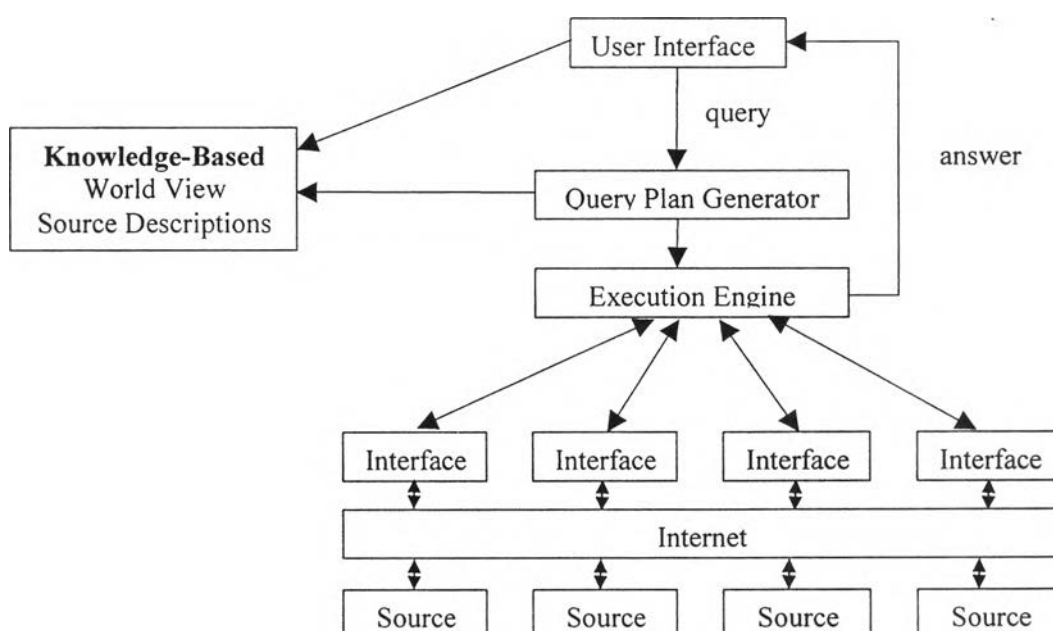 User Interface
query
Knowledge-Based
World View
Source Descriptions
answer
Query Plan Generator
Execution Engine
Interface
Interface
Interface
Interface
Internet
Source
Source
Source
Source